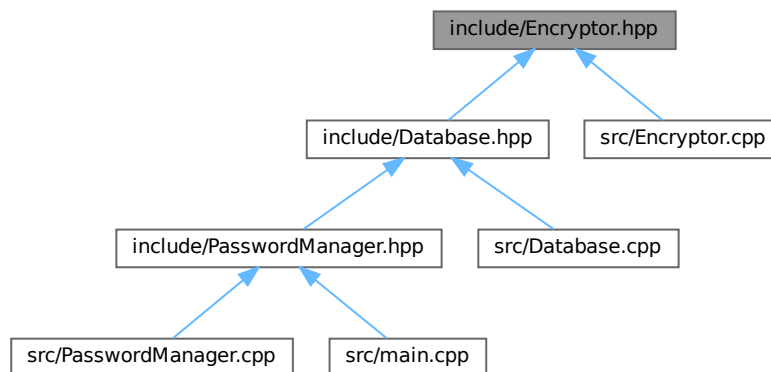 include/Encryptor.hpp
include/Database.hpp
src/Encryptor.cpp
include/PasswordManager.hpp
src/Database.cpp
src/PasswordManager.cpp
src/main.cpp